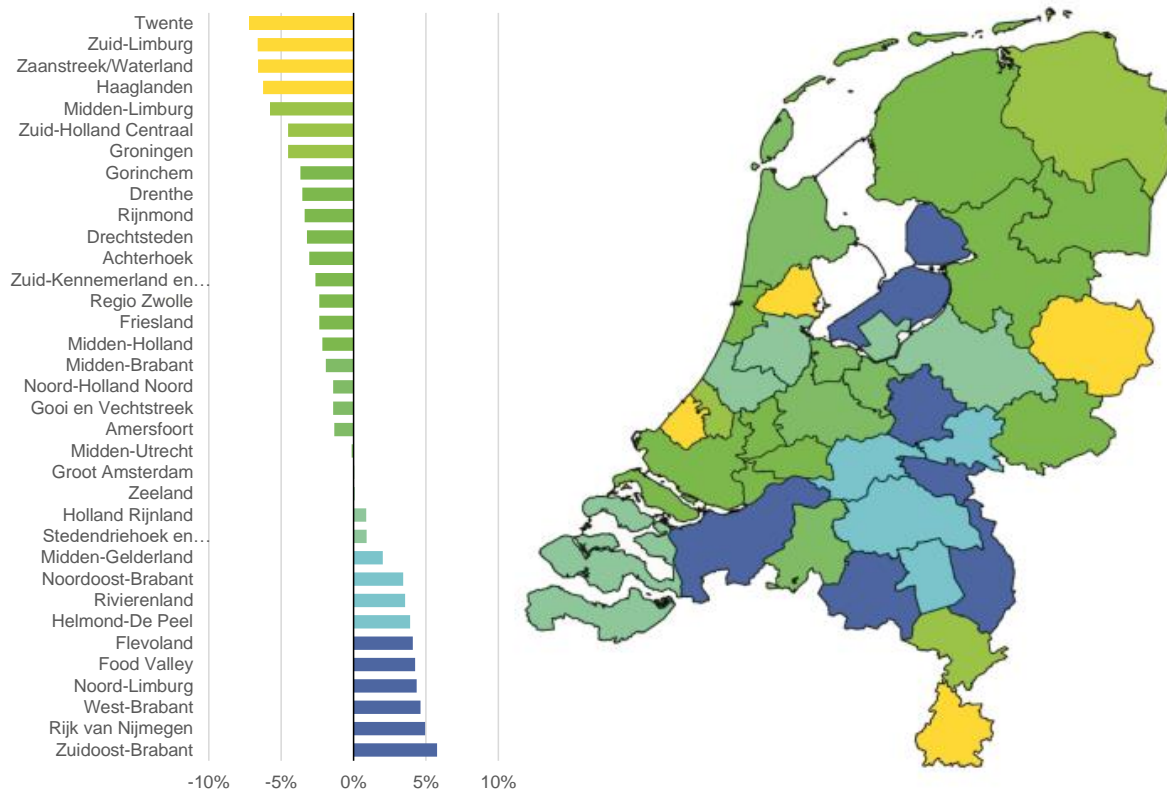 Twente
Zuid-Limburg
Zaanstreek/Waterland
Haaglanden
Midden-Limburg
Zuid-Holland Centraal
Groningen
Gorinchem
Drenthe
Rijnmond
Drechtsteden
Achterhoek
Zuid-Kennemerland en...
Regio Zwolle
Friesland
Midden-Holland
Midden-Brabant
Noord-Holland Noord
Gooi en Vechtstreek
Amersfoort
Midden-Utrecht
Groot Amsterdam
Zeeland
Holland Rijnland
Stedendriehoek en...
Midden-Gelderland
Noordoost-Brabant
Rivierenland
Helmond-De Peel
Flevoland
Food Valley
Noord-Limburg
West-Brabant
Rijk van Nijmegen
Zuidoost-Brabant
-10% -5% 0% 5% 10%